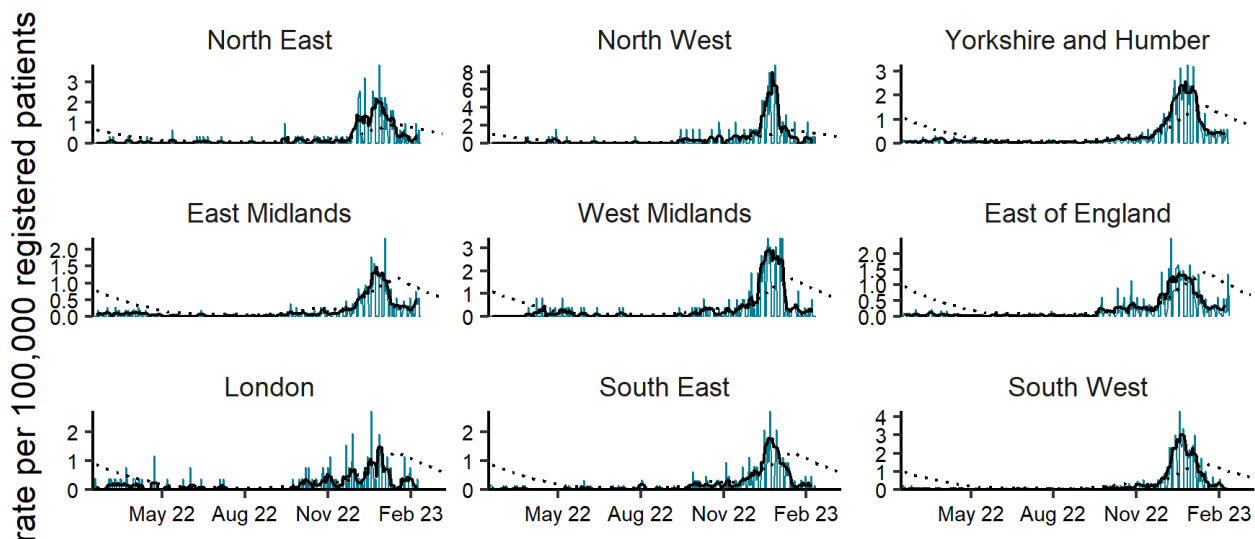 rate per 100,000 registered patients
North East
North West
Yorkshire and Humber
3
2
1
0
8
6
4
2
0
3
2
1
0
East Midlands
West Midlands
East of England
2.0
1.5
1.0
0.5
0.0
3
2
1
0
2.0
1.5
1.0
0.5
0.0
London
South East
South West
2
1
0
2
1
0
4
3
2
1
0
May 22 Aug 22 Nov 22 Feb 23
May 22 Aug 22 Nov 22 Feb 23
May 22 Aug 22 Nov 22 Feb 23